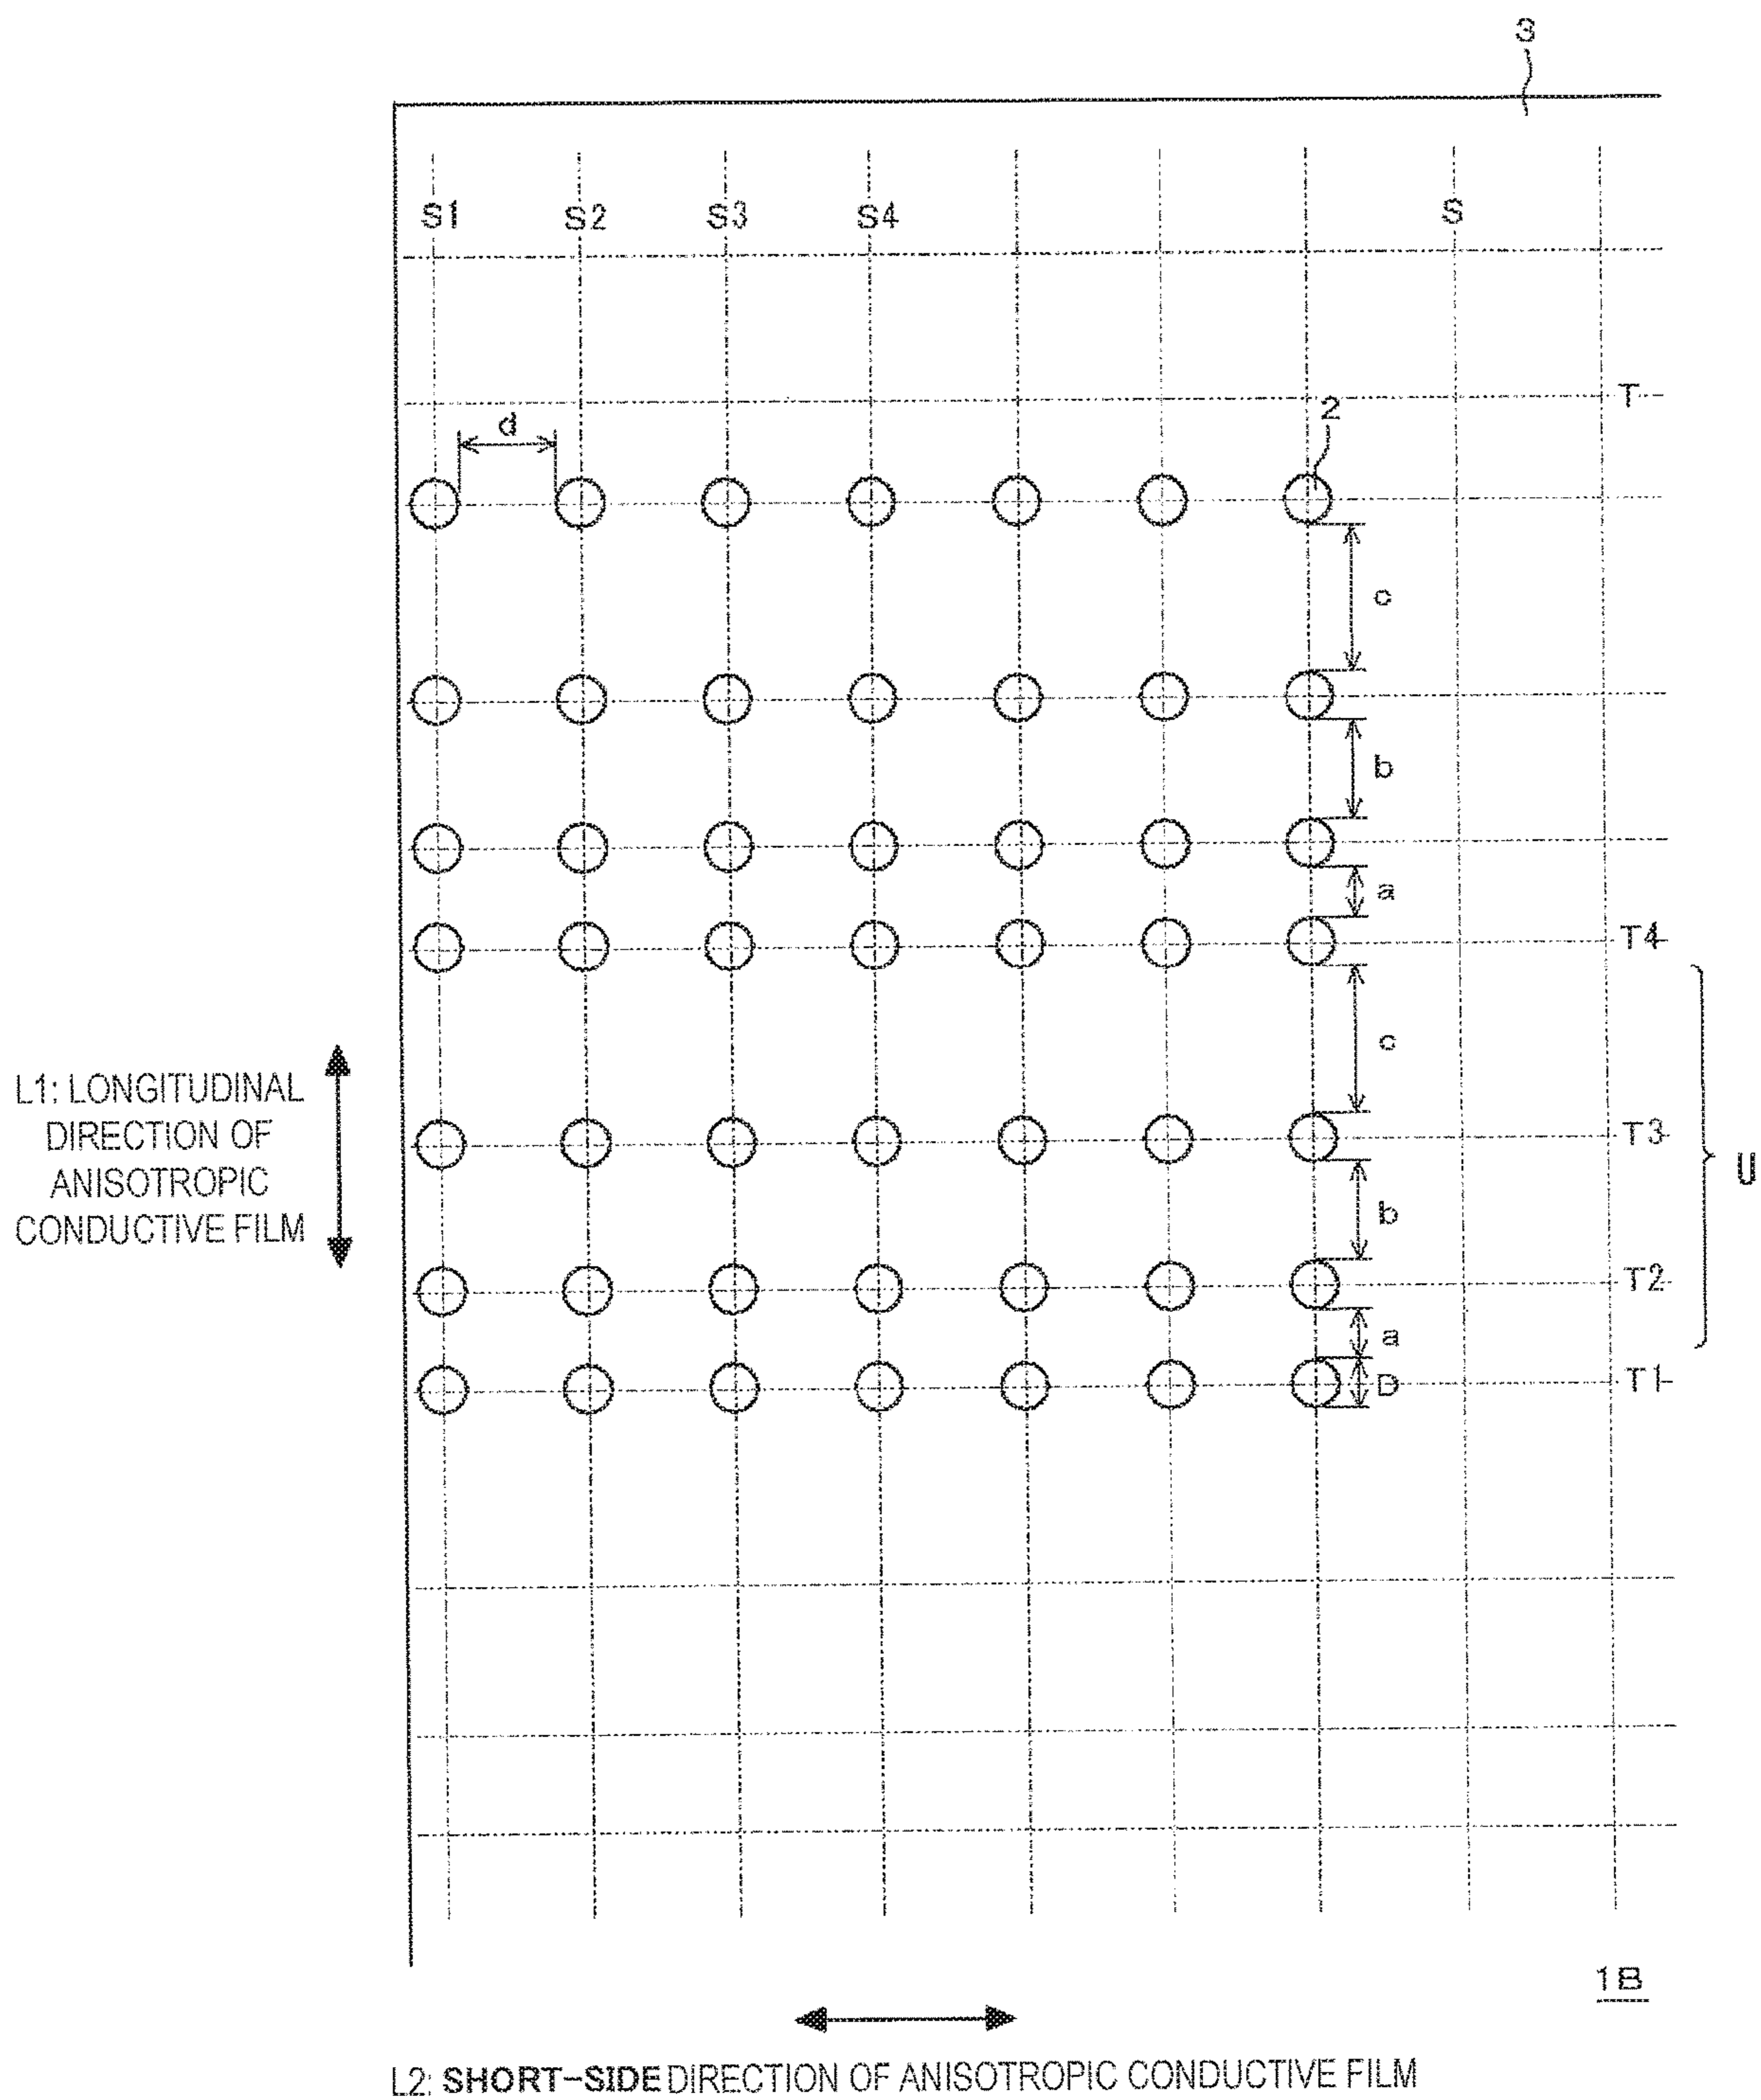 3
S1 S2 S3 S4 S
T
d
2
c
b
a
T4
c
L1: LONGITUDINAL
DIRECTION OF
ANISOTROPIC
CONDUCTIVE FILM
T3
U
b
T2
a
D
T1
1B
L2: SHORT-SIDE DIRECTION OF ANISOTROPIC CONDUCTIVE FILM